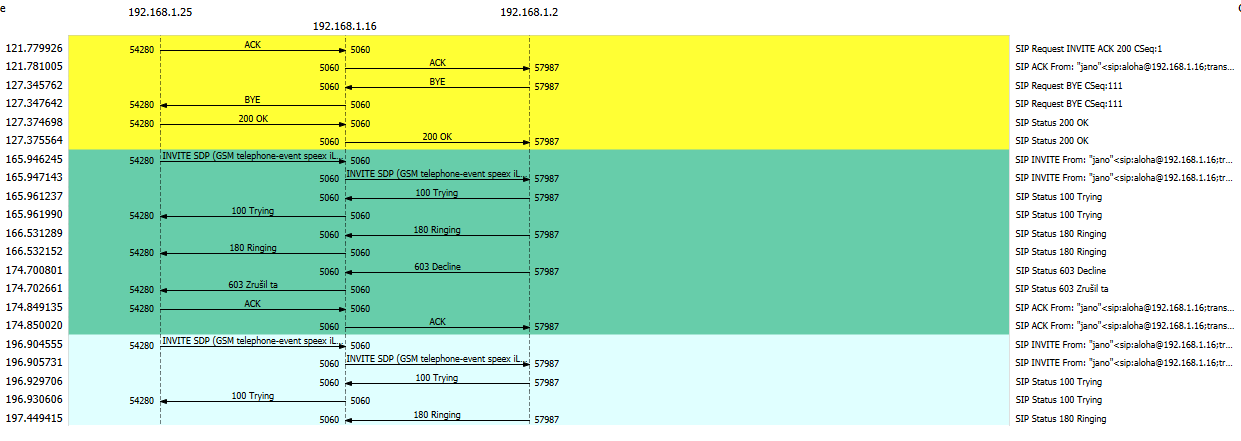 e 192.168.1.25 192.168.1.2 C
192.168.1.16
121.779926 54280 ACK 5060 SIP Request INVITE ACK 200 CSeq:1
121.781005 5060 ACK 57987 SIP ACK From: "jano"<sip:aloha@192.168.1.16;trans...
127.345762 5060 BYE 57987 SIP Request BYE CSeq:111
127.347642 54280 BYE 5060 SIP Request BYE CSeq:111
127.374698 54280 200 OK 5060 SIP Status 200 OK
127.375564 5060 200 OK 57987 SIP Status 200 OK
165.946245 54280 INVITE SDP (GSM telephone-event speex iL... 5060 SIP INVITE From: "jano"<sip:aloha@192.168.1.16;tr...
165.947143 5060 INVITE SDP (GSM telephone-event speex iL... 57987 SIP INVITE From: "jano"<sip:aloha@192.168.1.16;tr...
165.961237 5060 100 Trying 57987 SIP Status 100 Trying
165.961990 54280 100 Trying 5060 SIP Status 100 Trying
166.531289 5060 180 Ringing 57987 SIP Status 180 Ringing
166.532152 54280 180 Ringing 5060 SIP Status 180 Ringing
174.700801 5060 603 Decline 57987 SIP Status 603 Decline
174.702661 54280 603 Zrušil ta 5060 SIP Status 603 Zrušil ta
174.849135 54280 ACK 5060 SIP ACK From: "jano"<sip:aloha@192.168.1.16;trans...
174.850020 5060 ACK 57987 SIP ACK From: "jano"<sip:aloha@192.168.1.16;trans...
196.904555 54280 INVITE SDP (GSM telephone-event speex iL... 5060 SIP INVITE From: "jano"<sip:aloha@192.168.1.16;tr...
196.905731 5060 INVITE SDP (GSM telephone-event speex iL... 57987 SIP INVITE From: "jano"<sip:aloha@192.168.1.16;tr...
196.929706 5060 100 Trying 57987 SIP Status 100 Trying
196.930606 54280 100 Trying 5060 SIP Status 100 Trying
197.449415 5060 180 Ringing 57987 SIP Status 180 Ringing